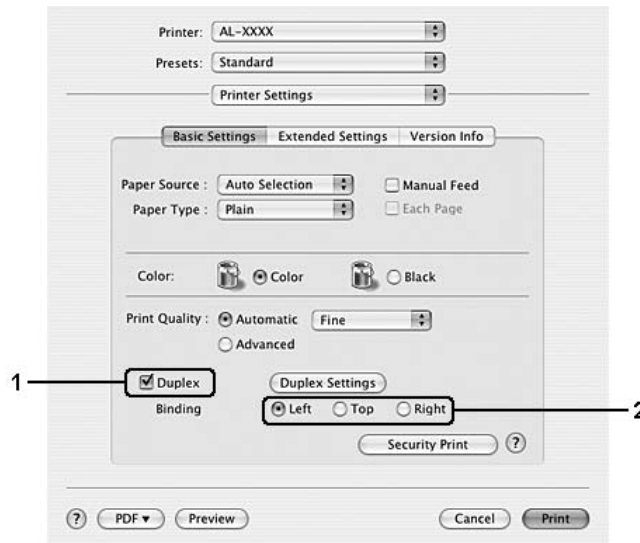 Printer: AL-XXXX
Presets: Standard
Printer Settings
Basic Settings Extended Settings Version Info
Paper Source : Auto Selection Manual Feed
Paper Type : Plain Each Page
Color: Color Black
Print Quality : Automatic Fine
Advanced
1 Duplex Duplex Settings
Binding Left Top Right 2
Security Print ?
? PDF Preview Cancel Print